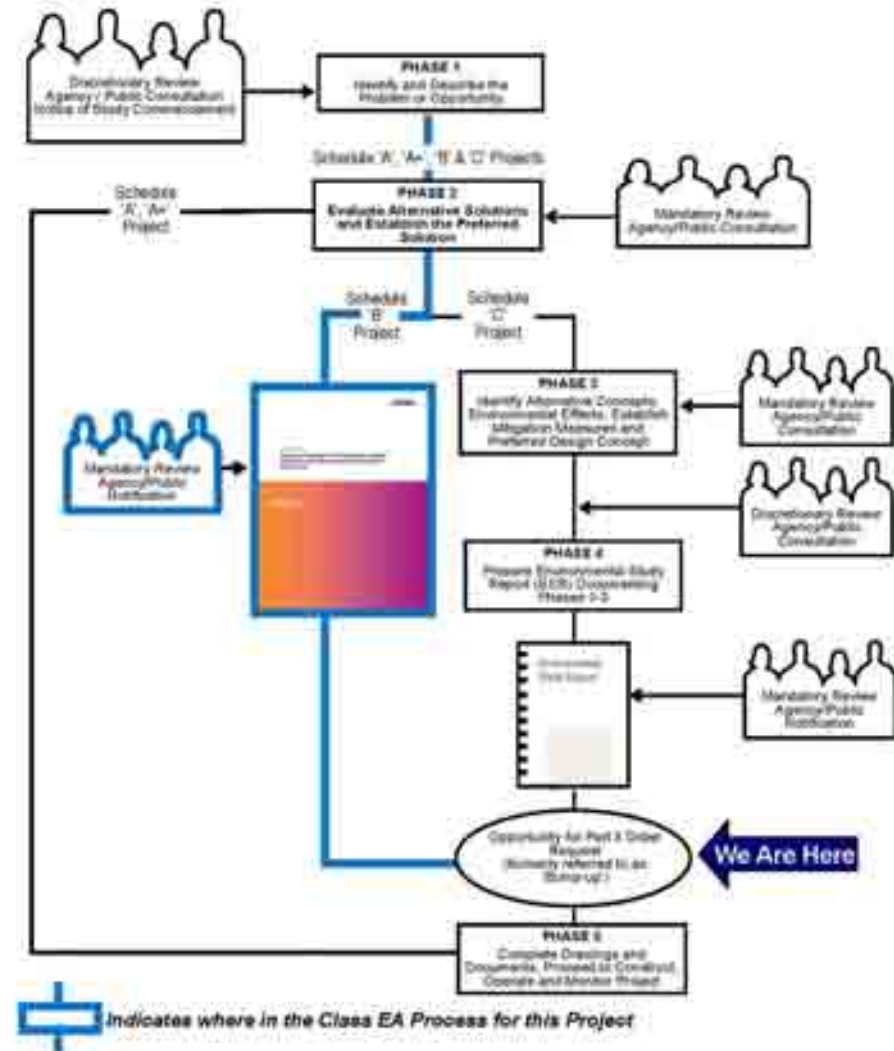 Discretionary Review
Agency / Public Consultation
Notice of Study Commencement
PHASE 1
Identify and Describe the
Problem or Opportunity
Schedule 'A', 'A+', 'B' & 'C' Projects
Schedule
'A', 'A+'
Project
PHASE 2
Evaluate Alternative Solutions
and Establish the Preferred
Solution
Mandatory Review
Agency/Public Consultation
Schedule
'B'
Project
Schedule
'C'
Project
PHASE 3
Identify Alternative Concepts,
Environmental Effects, Establish
Mitigation Measures and
Preferred Design Concept
Mandatory Review
Agency/Public
Consultation
Mandatory Review
Agency/Public
Notification
Discretionary Review
Agency/Public
Consultation
PHASE 4
Prepare Environmental Study
Report (ESR) Documenting
Phases 1-3
Environmental
Study Report
Mandatory Review
Agency/Public
Notification
Opportunity for Part II Order
Request
(formerly referred to as
'Bump-up')
We Are Here
PHASE 5
Complete Drawings and
Documents, Proceed to Construct,
Operate and Monitor Project
Indicates where in the Class EA Process for this Project